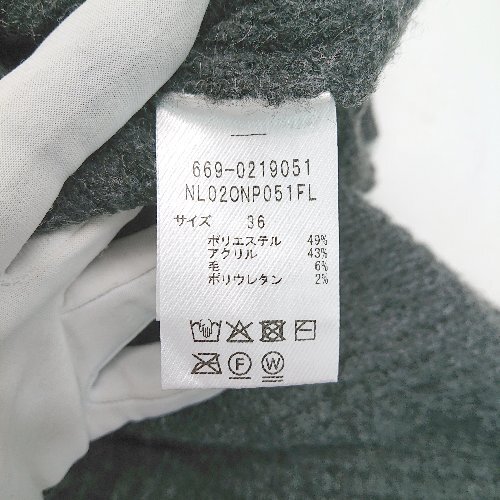 669-0219051
NL02ONP051FL
サイズ 36
ポリエステル 49%
アクリル 43%
毛 6%
ポリウレタン 2%
F W